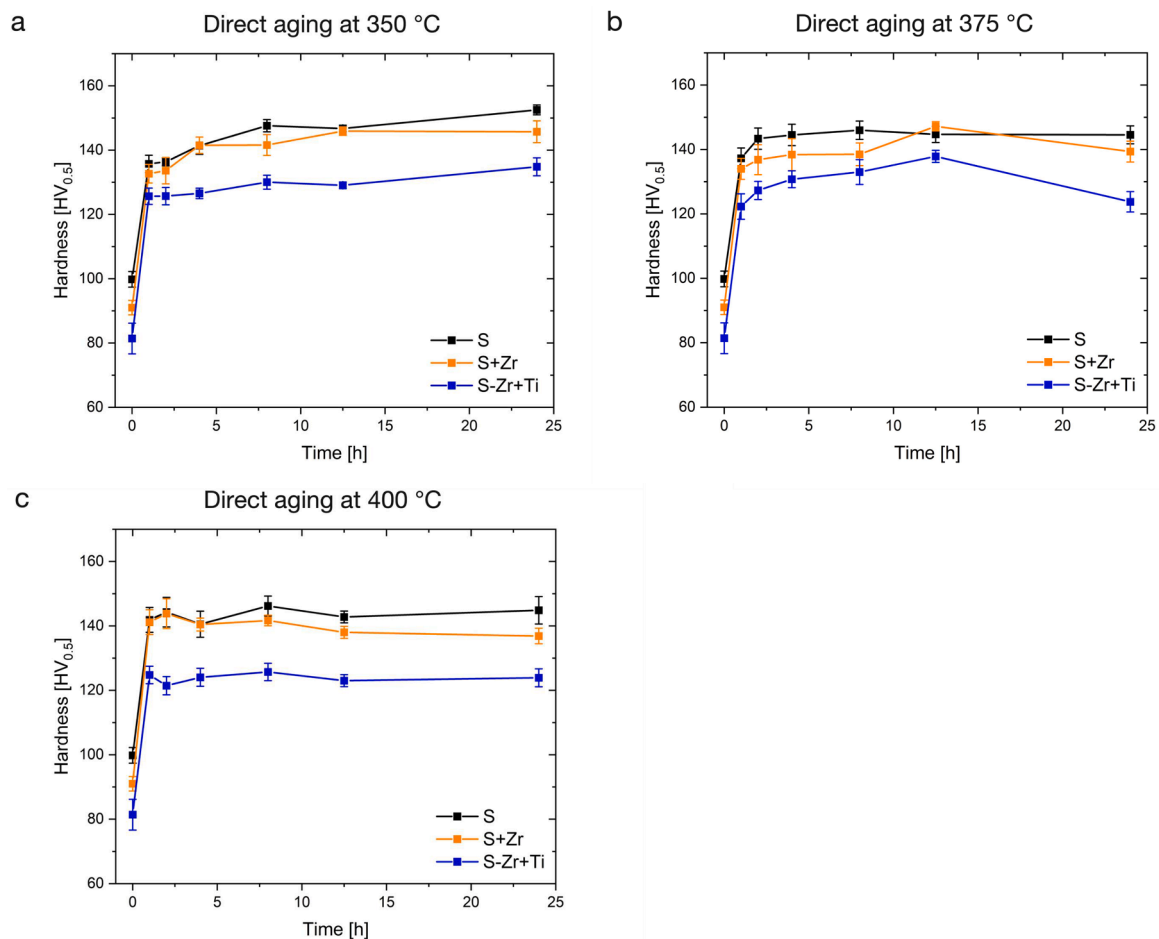 a
Direct aging at 350 °C
Hardness [HV0.5]
160
140
120
100
80
60
0
5
10
15
20
25
Time [h]
S
S+Zr
S-Zr+Ti
b
Direct aging at 375 °C
Hardness [HV0.5]
160
140
120
100
80
60
0
5
10
15
20
25
Time [h]
S
S+Zr
S-Zr+Ti
c
Direct aging at 400 °C
Hardness [HV0.5]
160
140
120
100
80
60
0
5
10
15
20
25
Time [h]
S
S+Zr
S-Zr+Ti